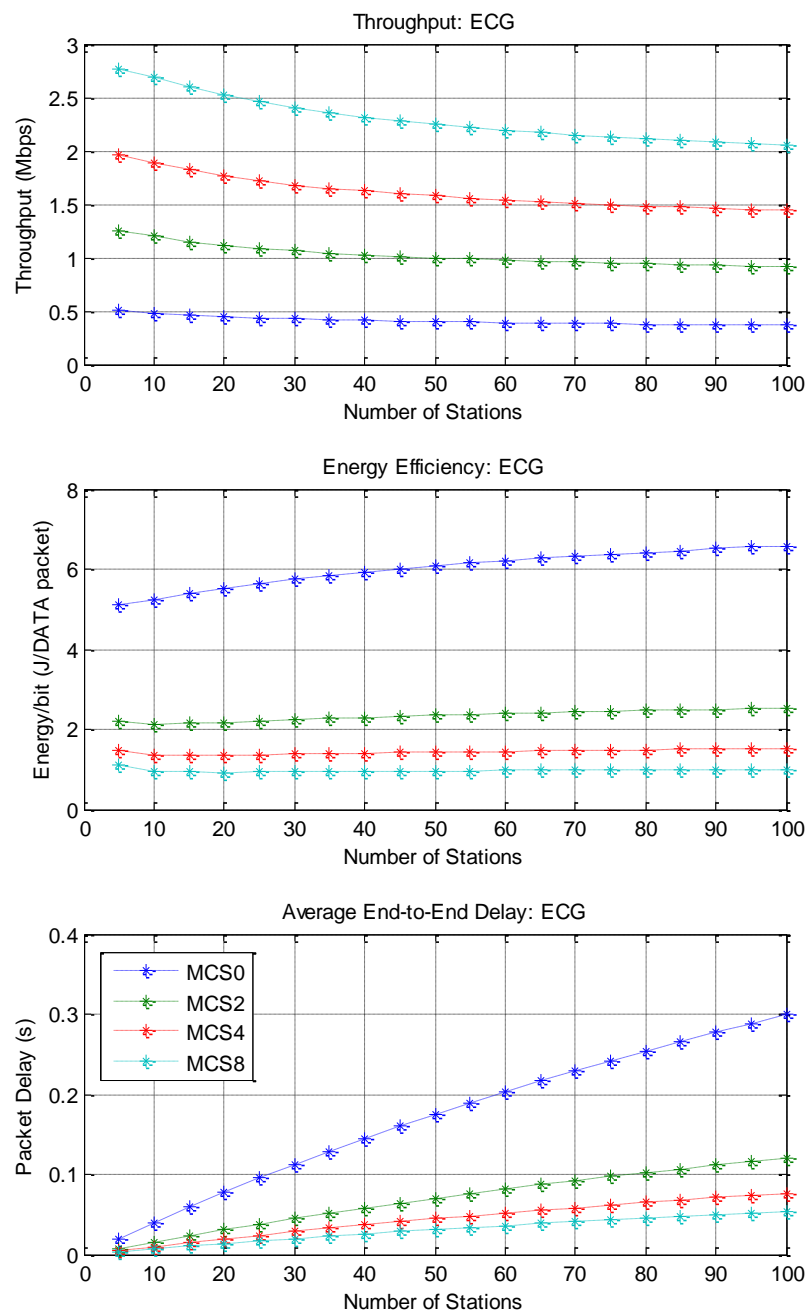 Throughput: ECG
3
2.5
2
1.5
1
0.5
0
Throughput (Mbps)
0 10 20 30 40 50 60 70 80 90 100
Number of Stations
Energy Efficiency: ECG
8
6
4
2
0
Energy/bit (J/DATA packet)
0 10 20 30 40 50 60 70 80 90 100
Number of Stations
Average End-to-End Delay: ECG
0.4
0.3
0.2
0.1
0
Packet Delay (s)
MCS0
MCS2
MCS4
MCS8
0 10 20 30 40 50 60 70 80 90 100
Number of Stations